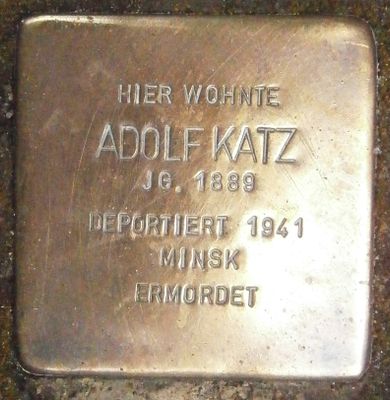 HIER WOHNTE
ADOLF KATZ
JG. 1889
DEPORTIERT 1941
MINSK
ERMORDET